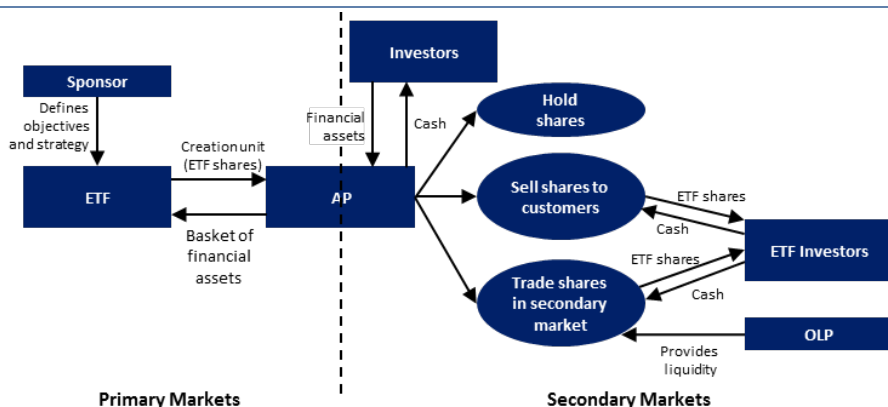 Sponsor
Defines
objectives
and strategy
ETF
Creation unit
(ETF shares)
Basket of
financial
assets
AP
Investors
Financial
assets
Cash
Hold
shares
Sell shares to
customers
Trade shares
in secondary
market
ETF shares
Cash
ETF shares
Cash
ETF Investors
OLP
Provides
liquidity
Primary Markets
Secondary Markets